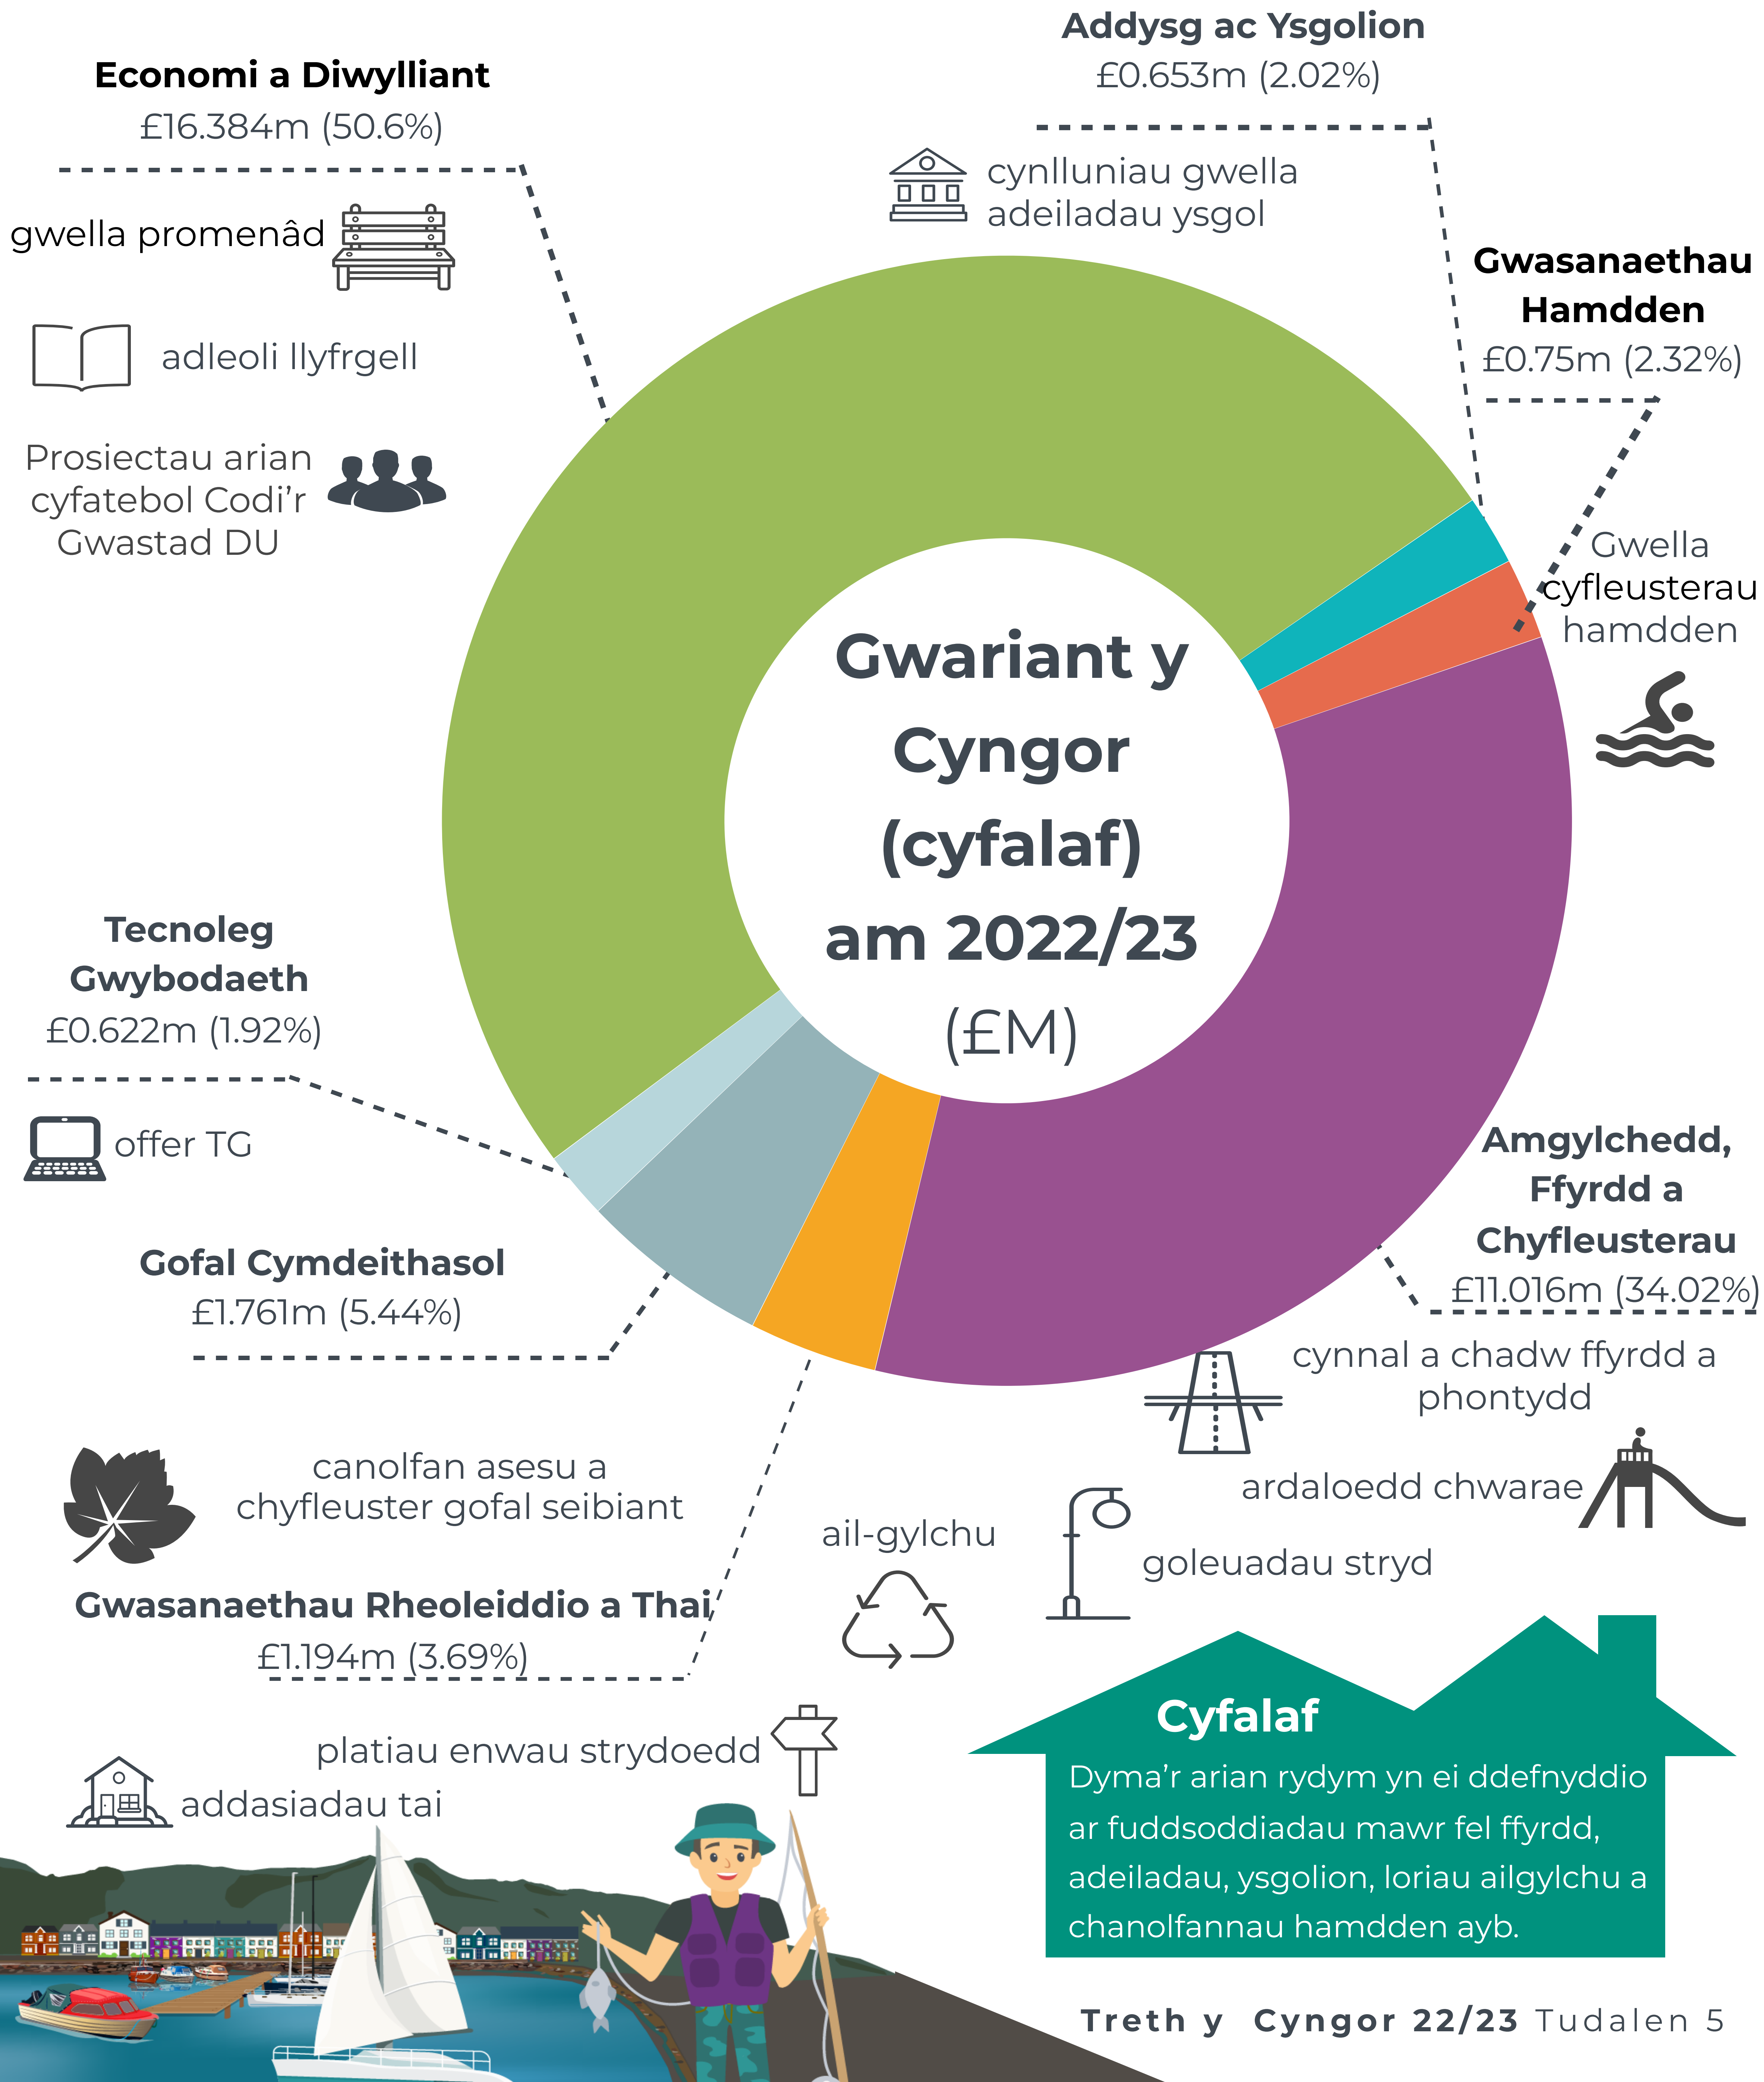 Addysg ac Ysgolion
£0.653m (2.02%)
cynlluniau gwella
adeiladau ysgol
Economi a Diwylliant
£16.384m (50.6%)
gwella promenâd
adleoli llyfrgell
Prosiectau arian
cyfatebol Codi’r
Gwastad DU
Gwasanaethau
Hamdden
£0.75m (2.32%)
Gwella
cyfleusterau
hamdden
Gwariant y
Cyngor
(cyfalaf)
am 2022/23
(£M)
Tecnoleg
Gwybodaeth
£0.622m (1.92%)
offer TG
Amgylchedd,
Ffyrdd a
Chyfleusterau
£11.016m (34.02%)
cynnal a chadw ffyrdd a
phontydd
ardaloedd chwarae
goleuadau stryd
ail-gylchu
Gofal Cymdeithasol
£1.761m (5.44%)
canolfan asesu a
chyfleuster gofal seibiant
Gwasanaethau Rheoleiddio a Thai
£1.194m (3.69%)
platiau enwau strydoedd
addasiadau tai
Cyfalaf
Dyma’r arian rydym yn ei ddefnyddio
ar fuddsoddiadau mawr fel ffyrdd,
adeiladau, ysgolion, loriau ailgylchu a
chanolfannau hamdden ayb.
Treth y Cyngor 22/23 Tudalen 5